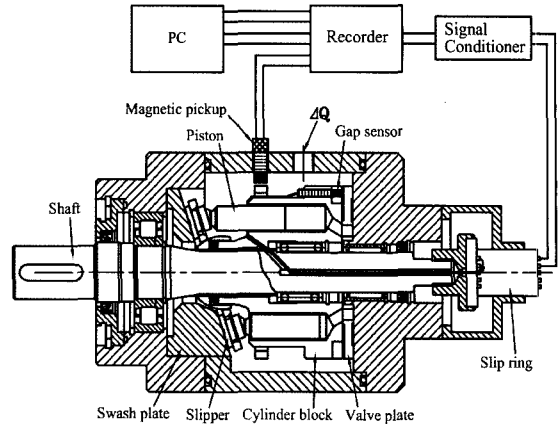 PC
Recorder
Signal
Conditioner
Magnetic pickup
Piston
ΔQ
Gap sensor
Shaft
Slip ring
Swash plate
Slipper
Cylinder block
Valve plate